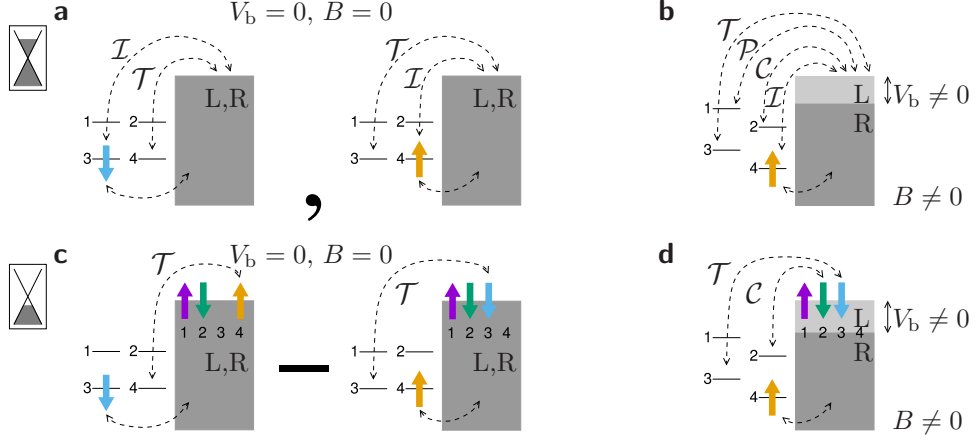 a V_b = 0, B = 0 b
𝓘 𝓣 𝓣 𝓘 𝓣 𝓟 𝓒 𝓘
L,R L,R L V_b ≠ 0
R
1 2 1 2 1 2
3 4 3 4 3 4
B ≠ 0
,
c V_b = 0, B = 0 d
𝓣 𝓣 𝓣 𝓒
1 2 3 4 1 2 3 4 L 1 2 3 4 V_b ≠ 0
L,R L,R R
1 2 1 2 1 2
3 4 3 4 3 4
B ≠ 0